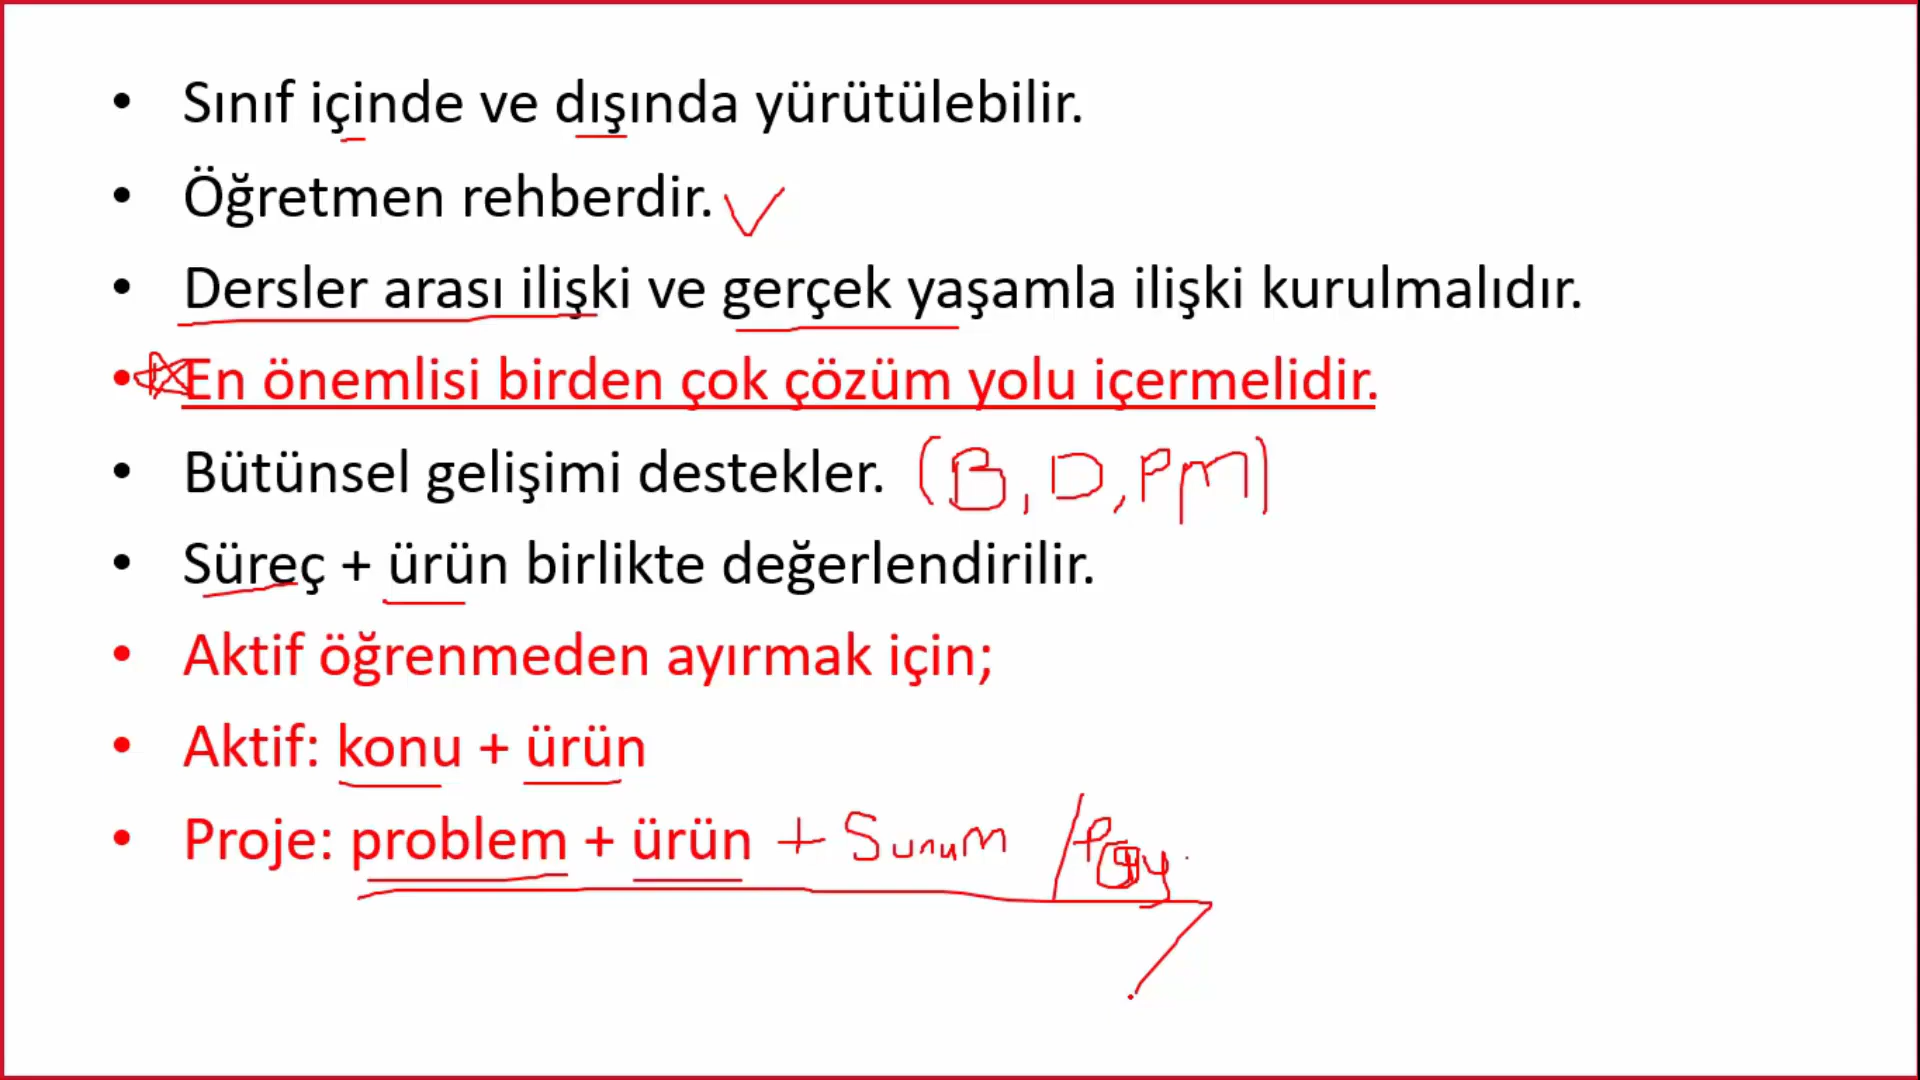 • Sınıf içinde ve dışında yürütülebilir.
• Öğretmen rehberdir.
• Dersler arası ilişki ve gerçek yaşamla ilişki kurulmalıdır.
• En önemlisi birden çok çözüm yolu içermelidir.
• Bütünsel gelişimi destekler. (B, D, PM)
• Süreç + ürün birlikte değerlendirilir.
• Aktif öğrenmeden ayırmak için;
• Aktif: konu + ürün
• Proje: problem + ürün + Sunum /